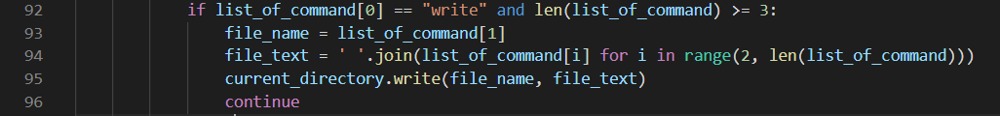 92 if list_of_command[0] == "write" and len(list_of_command) >= 3:
93 file_name = list_of_command[1]
94 file_text = ' '.join(list_of_command[i] for i in range(2, len(list_of_command)))
95 current_directory.write(file_name, file_text)
96 continue